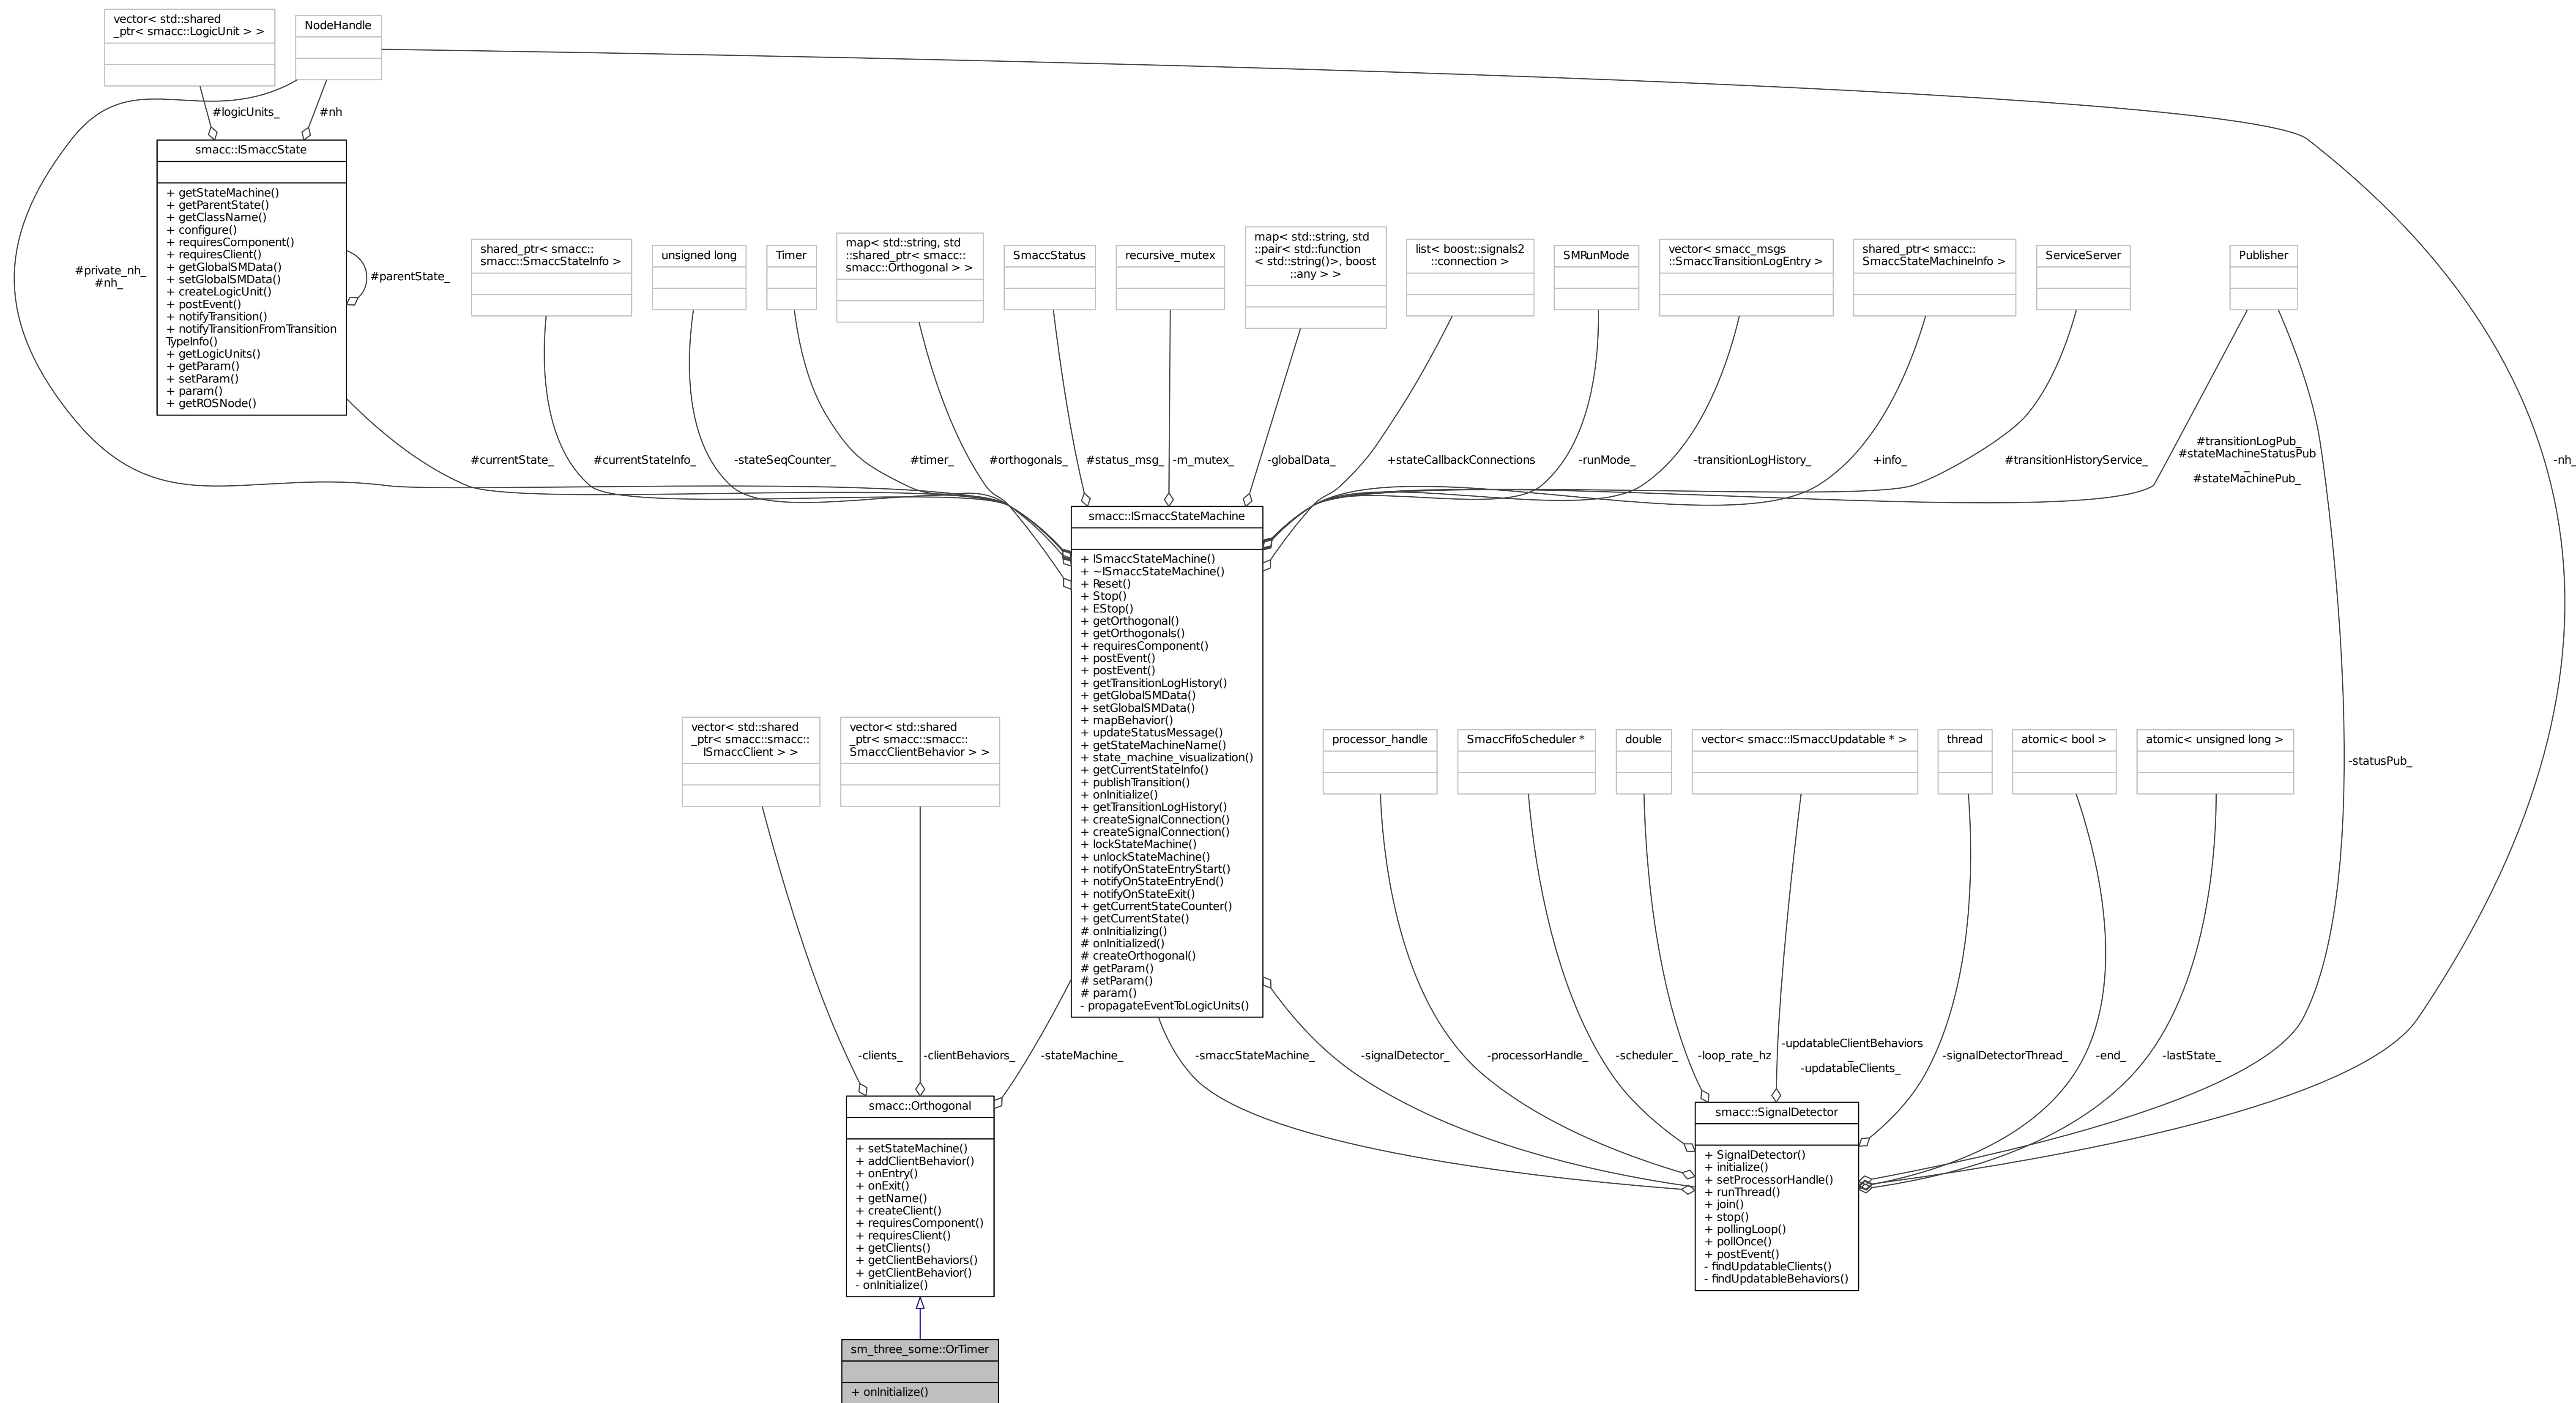 vector< std::shared
_ptr< smacc::LogicUnit > >
NodeHandle
#logicUnits_
#nh
smacc::ISmaccState
+ getStateMachine()
+ getParentState()
+ getClassName()
+ configure()
+ requiresComponent()
+ requiresClient()
+ getGlobalSMData()
+ setGlobalSMData()
+ createLogicUnit()
+ postEvent()
+ notifyTransition()
+ notifyTransitionFromTransition
TypeInfo()
+ getLogicUnits()
+ getParam()
+ setParam()
+ param()
+ getROSNode()
#private_nh_
#nh_
#parentState_
shared_ptr< smacc::
smacc::SmaccStateInfo >
unsigned long
Timer
map< std::string, std
::shared_ptr< smacc::
smacc::Orthogonal > >
SmaccStatus
recursive_mutex
map< std::string, std
::pair< std::function
< std::string()>, boost
::any > >
list< boost::signals2
::connection >
SMRunMode
vector< smacc_msgs
::SmaccTransitionLogEntry >
shared_ptr< smacc::
SmaccStateMachineInfo >
ServiceServer
Publisher
#currentState_
#currentStateInfo_
-stateSeqCounter_
#timer_
#orthogonals_
#status_msg_
-m_mutex_
-globalData_
+stateCallbackConnections
-runMode_
-transitionLogHistory_
+info_
#transitionHistoryService_
#transitionLogPub_
#stateMachineStatusPub
_
#stateMachinePub_
-nh_
smacc::ISmaccStateMachine
+ ISmaccStateMachine()
+ ~ISmaccStateMachine()
+ Reset()
+ Stop()
+ EStop()
+ getOrthogonal()
+ getOrthogonals()
+ requiresComponent()
+ postEvent()
+ postEvent()
+ getTransitionLogHistory()
+ getGlobalSMData()
+ setGlobalSMData()
+ mapBehavior()
+ updateStatusMessage()
+ getStateMachineName()
+ state_machine_visualization()
+ getCurrentStateInfo()
+ publishTransition()
+ onInitialize()
+ getTransitionLogHistory()
+ createSignalConnection()
+ createSignalConnection()
+ lockStateMachine()
+ unlockStateMachine()
+ notifyOnStateEntryStart()
+ notifyOnStateEntryEnd()
+ notifyOnStateExit()
+ getCurrentStateCounter()
+ getCurrentState()
# onInitializing()
# onInitialized()
# createOrthogonal()
# getParam()
# setParam()
# param()
- propagateEventToLogicUnits()
vector< std::shared
_ptr< smacc::smacc::
ISmaccClient > >
vector< std::shared
_ptr< smacc::smacc::
SmaccClientBehavior > >
processor_handle
SmaccFifoScheduler *
double
vector< smacc::ISmaccUpdatable * >
thread
atomic< bool >
atomic< unsigned long >
-statusPub_
-clients_
-clientBehaviors_
-stateMachine_
-smaccStateMachine_
-signalDetector_
-processorHandle_
-scheduler_
-loop_rate_hz
-updatableClientBehaviors
_
-updatableClients_
-signalDetectorThread_
-end_
-lastState_
smacc::Orthogonal
+ setStateMachine()
+ addClientBehavior()
+ onEntry()
+ onExit()
+ getName()
+ createClient()
+ requiresComponent()
+ requiresClient()
+ getClients()
+ getClientBehaviors()
+ getClientBehavior()
- onInitialize()
smacc::SignalDetector
+ SignalDetector()
+ initialize()
+ setProcessorHandle()
+ runThread()
+ join()
+ stop()
+ pollingLoop()
+ pollOnce()
+ postEvent()
- findUpdatableClients()
- findUpdatableBehaviors()
sm_three_some::OrTimer
+ onInitialize()